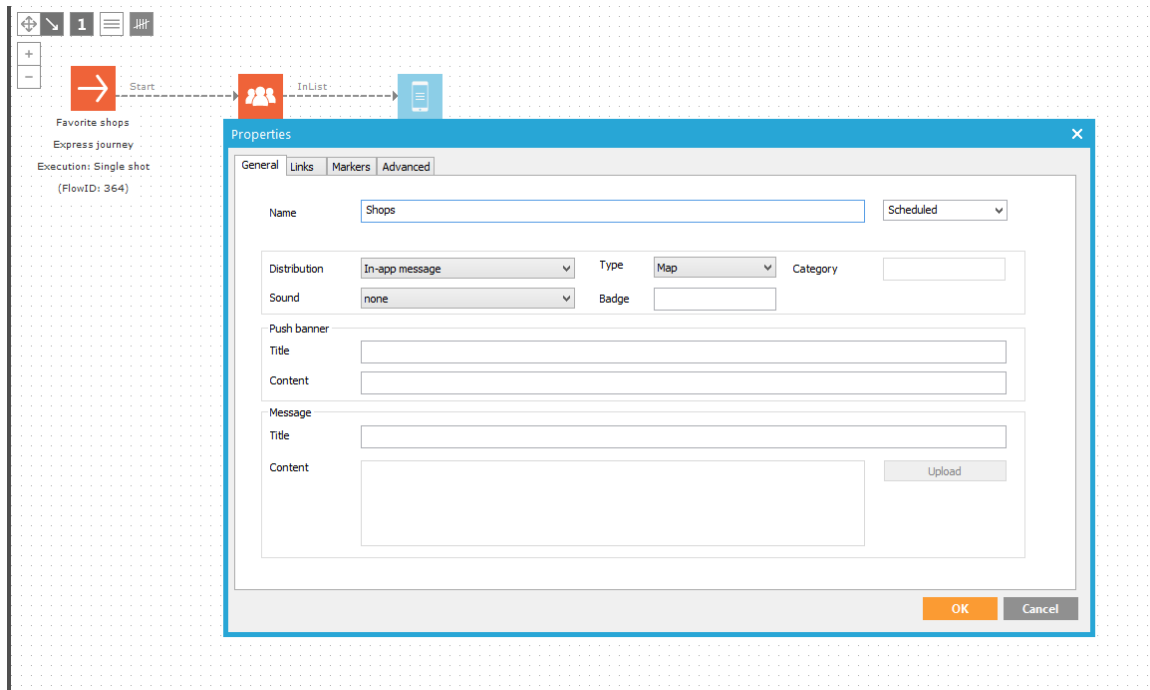 1
+
−
Start
InList
Favorite shops
Express journey
Execution: Single shot
(FlowID: 364)
Properties
General Links Markers Advanced
Name Shops Scheduled
Distribution In-app message Type Map Category
Sound none Badge
Push banner
Title
Content
Message
Title
Content Upload
OK Cancel